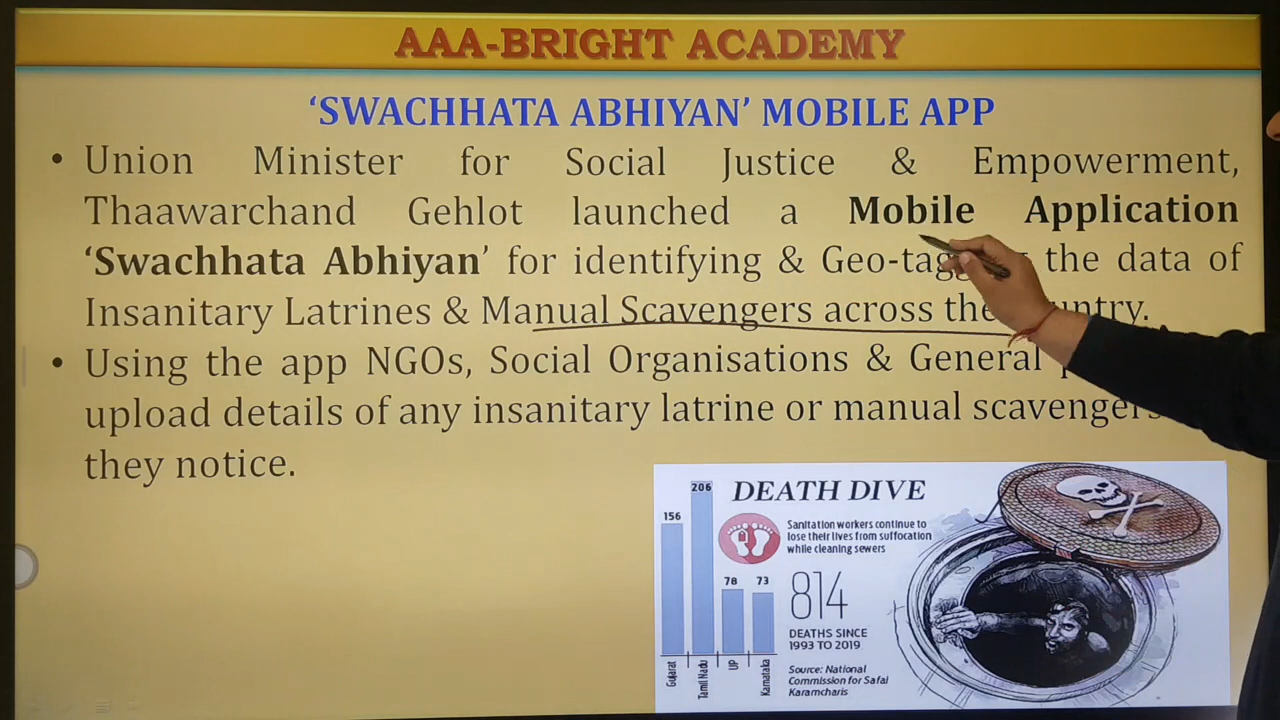 AAA-BRIGHT ACADEMY
‘SWACHHATA ABHIYAN’ MOBILE APP
• Union Minister for Social Justice & Empowerment,
Thaawarchand Gehlot launched a Mobile Application
‘Swachhata Abhiyan’ for identifying & the data of
Insanitary Latrines & Manual Scavengers across
• Using the app NGOs, Social Organisations & General
upload details of any insanitary latrine or manual
they notice.
DEATH DIVE
Sanitation workers continue to
lose their lives from suffocation
while cleaning sewers
814
DEATHS SINCE
1993 TO 2019
Source: National
Commission for Safai
Karamcharis
156
206
78
73
Gujarat
Tamil Nadu
UP
Karnataka